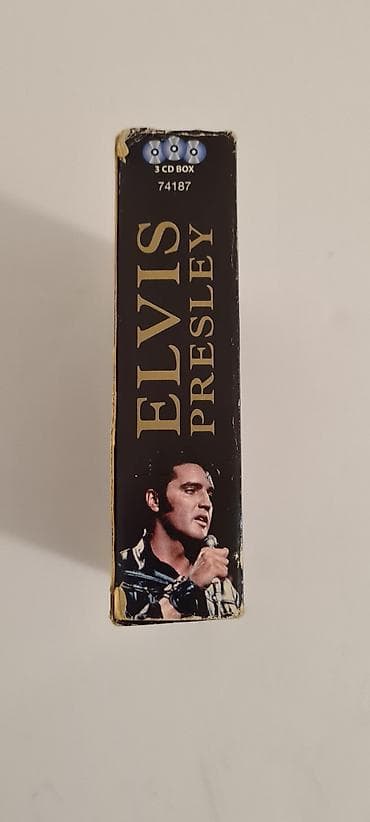 3 CD BOX
74187
ELVIS
PRESLEY